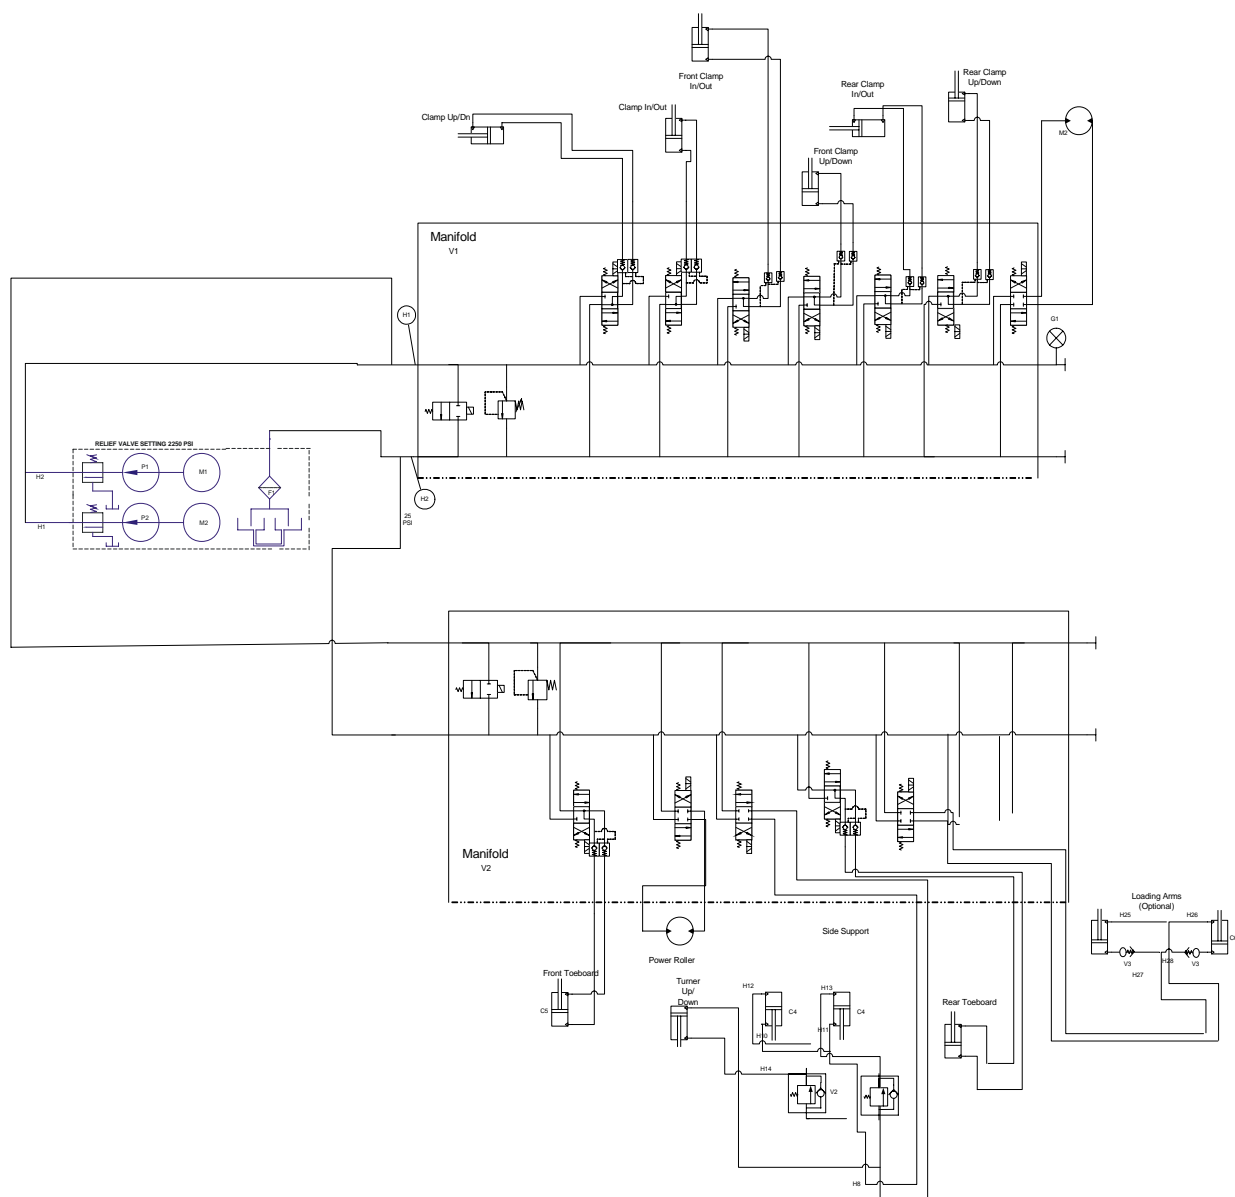 Front Clamp
In/Out
Rear Clamp
Up/Down
Rear Clamp
In/Out
Clamp In/Out
Clamp Up/Dn
M2
Front Clamp
Up/Down
Manifold
V1
H1
G1
RELIEF VALVE SETTING 2250 PSI
P1
M1
H2
F1
H2
25
PSI
P2
M2
H1
Manifold
V2
Loading Arms
(Optional)
H25
H26
V3
H28
V3
H27
Side Support
Power Roller
Front Toeboard
C5
Turner
Up/
Down
H12
H13
C4
C4
H10
H11
Rear Toeboard
H14
V2
H8